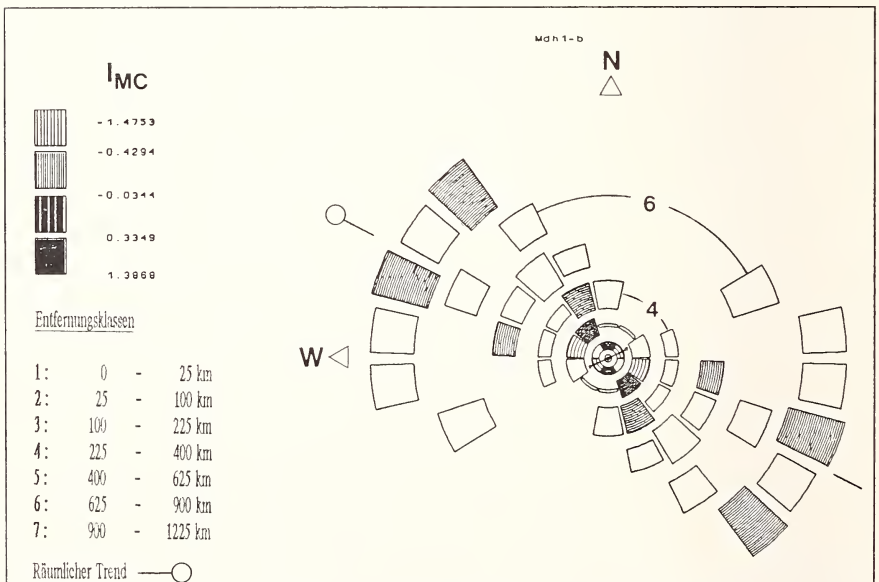 Mdh1-b
N
I MC
-1.4753
-0.4294
-0.0344
0.3349
1.3868
6
4
W
Entfernungsklassen
1: 0 - 25 km
2: 25 - 100 km
3: 100 - 225 km
4: 225 - 400 km
5: 400 - 625 km
6: 625 - 900 km
7: 900 - 1225 km
Räumlicher Trend